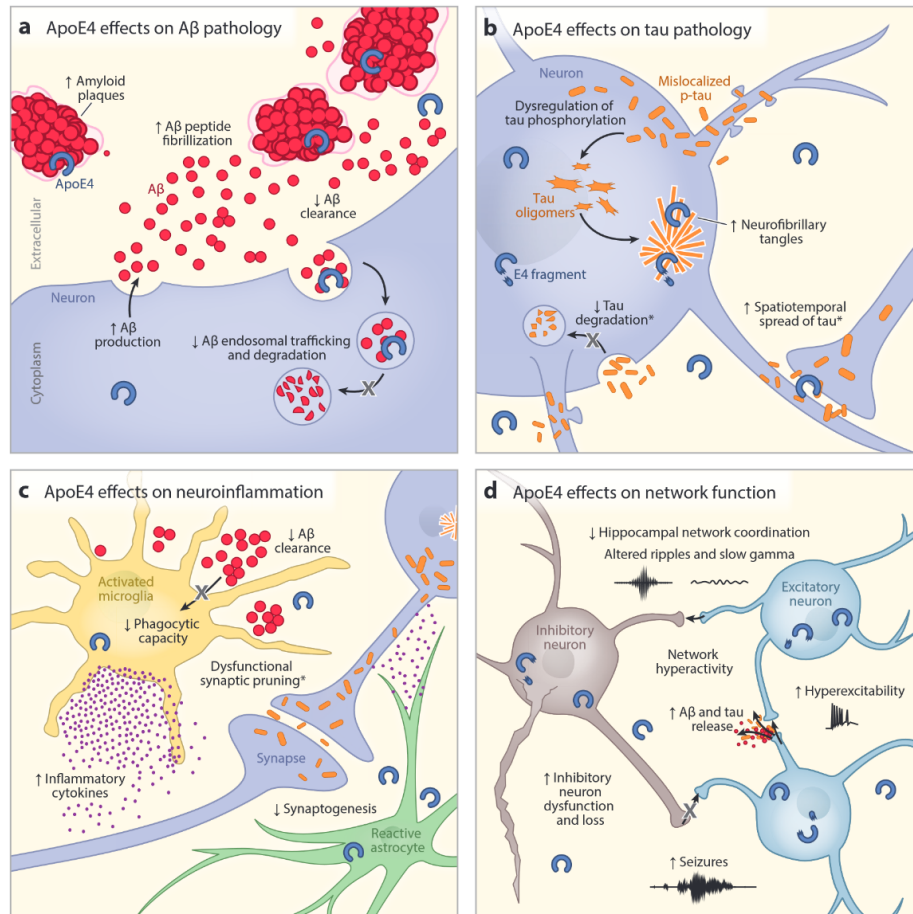 a ApoE4 effects on Aβ pathology
↑ Amyloid
plaques
ApoE4
↑ Aβ peptide
fibrillization
Aβ
↓ Aβ
clearance
Extracellular
Neuron
↑ Aβ
production
↓ Aβ endosomal trafficking
and degradation
X
Cytoplasm
b ApoE4 effects on tau pathology
Neuron
Mislocalized
p-tau
Dysregulation of
tau phosphorylation
Tau
oligomers
↑ Neurofibrillary
tangles
E4 fragment
↓ Tau
degradation*
X
↑ Spatiotemporal
spread of tau*
c ApoE4 effects on neuroinflammation
↓ Aβ
clearance
Activated
microglia
X
↓ Phagocytic
capacity
Dysfunctional
synaptic pruning*
Synapse
↑ Inflammatory
cytokines
↓ Synaptogenesis
Reactive
astrocyte
d ApoE4 effects on network function
↓ Hippocampal network coordination
Altered ripples and slow gamma
Excitatory
neuron
Inhibitory
neuron
Network
hyperactivity
↑ Hyperexcitability
↑ Aβ and tau
release
↑ Inhibitory
neuron
dysfunction
and loss
X
↑ Seizures